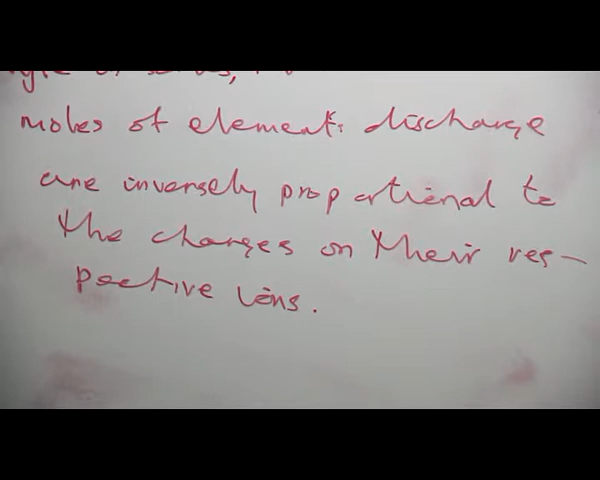 moles of element: discharge
are inversely proportional to
the charges on their res-
pective ions.